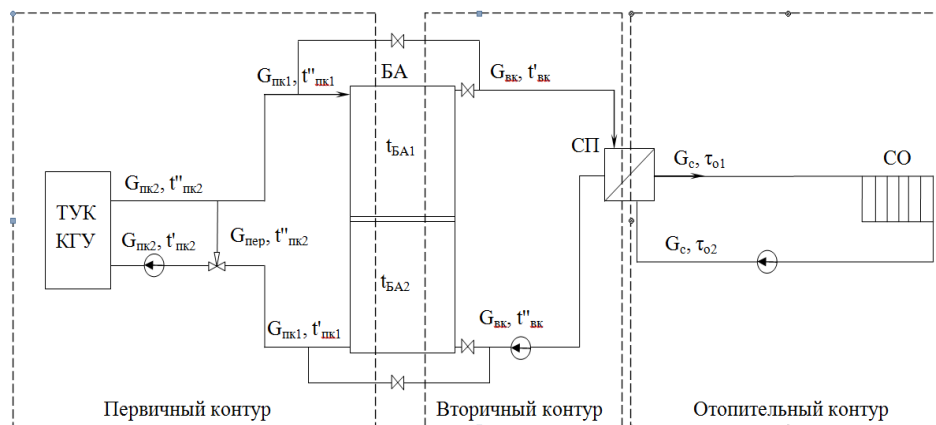 Gпк1, t''пк1
БА
Gвк, t'вк
tБА1
СП
Gс, τо1
СО
Gпк2, t''пк2
ТУК
КГУ
Gпер, t''пк2
Gпк2, t'пк2
Gс, τо2
tБА2
Gпк1, t'пк1
Gвк, t''вк
Первичный контур
Вторичный контур
Отопительный контур